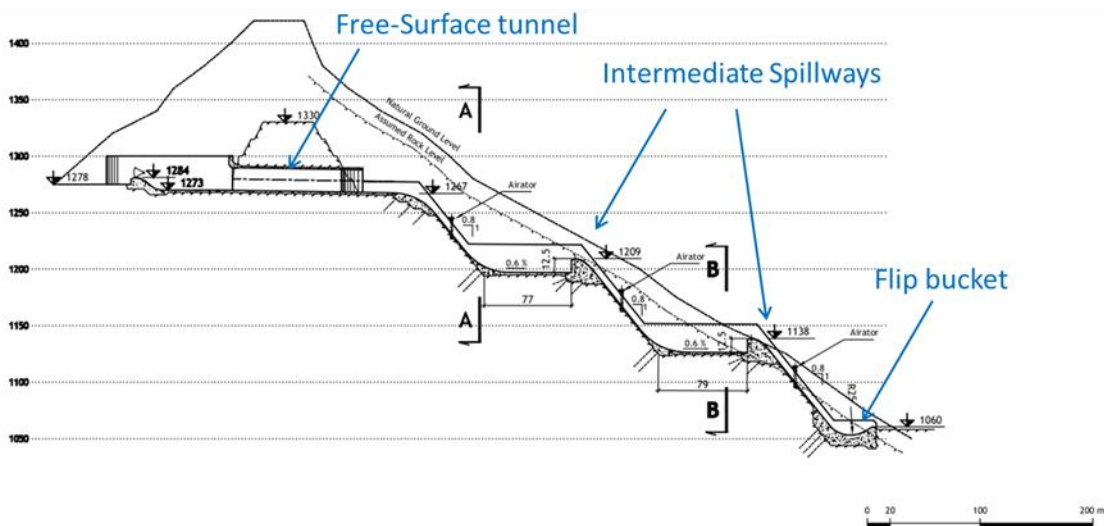 Free-Surface tunnel
Intermediate Spillways
Flip bucket
1400
1350
1300
1250
1200
1150
1100
1050
A
Natural Ground Level
Assumed Rock Level
1330
1278
1284
1273
1267
Airator
0.8
1
0.6 %
12.5
77
A
1209
Airator
B
0.8
1
0.6 %
12.5
79
B
1138
Airator
0.8
1
R25
1060
0 20 100 200 m